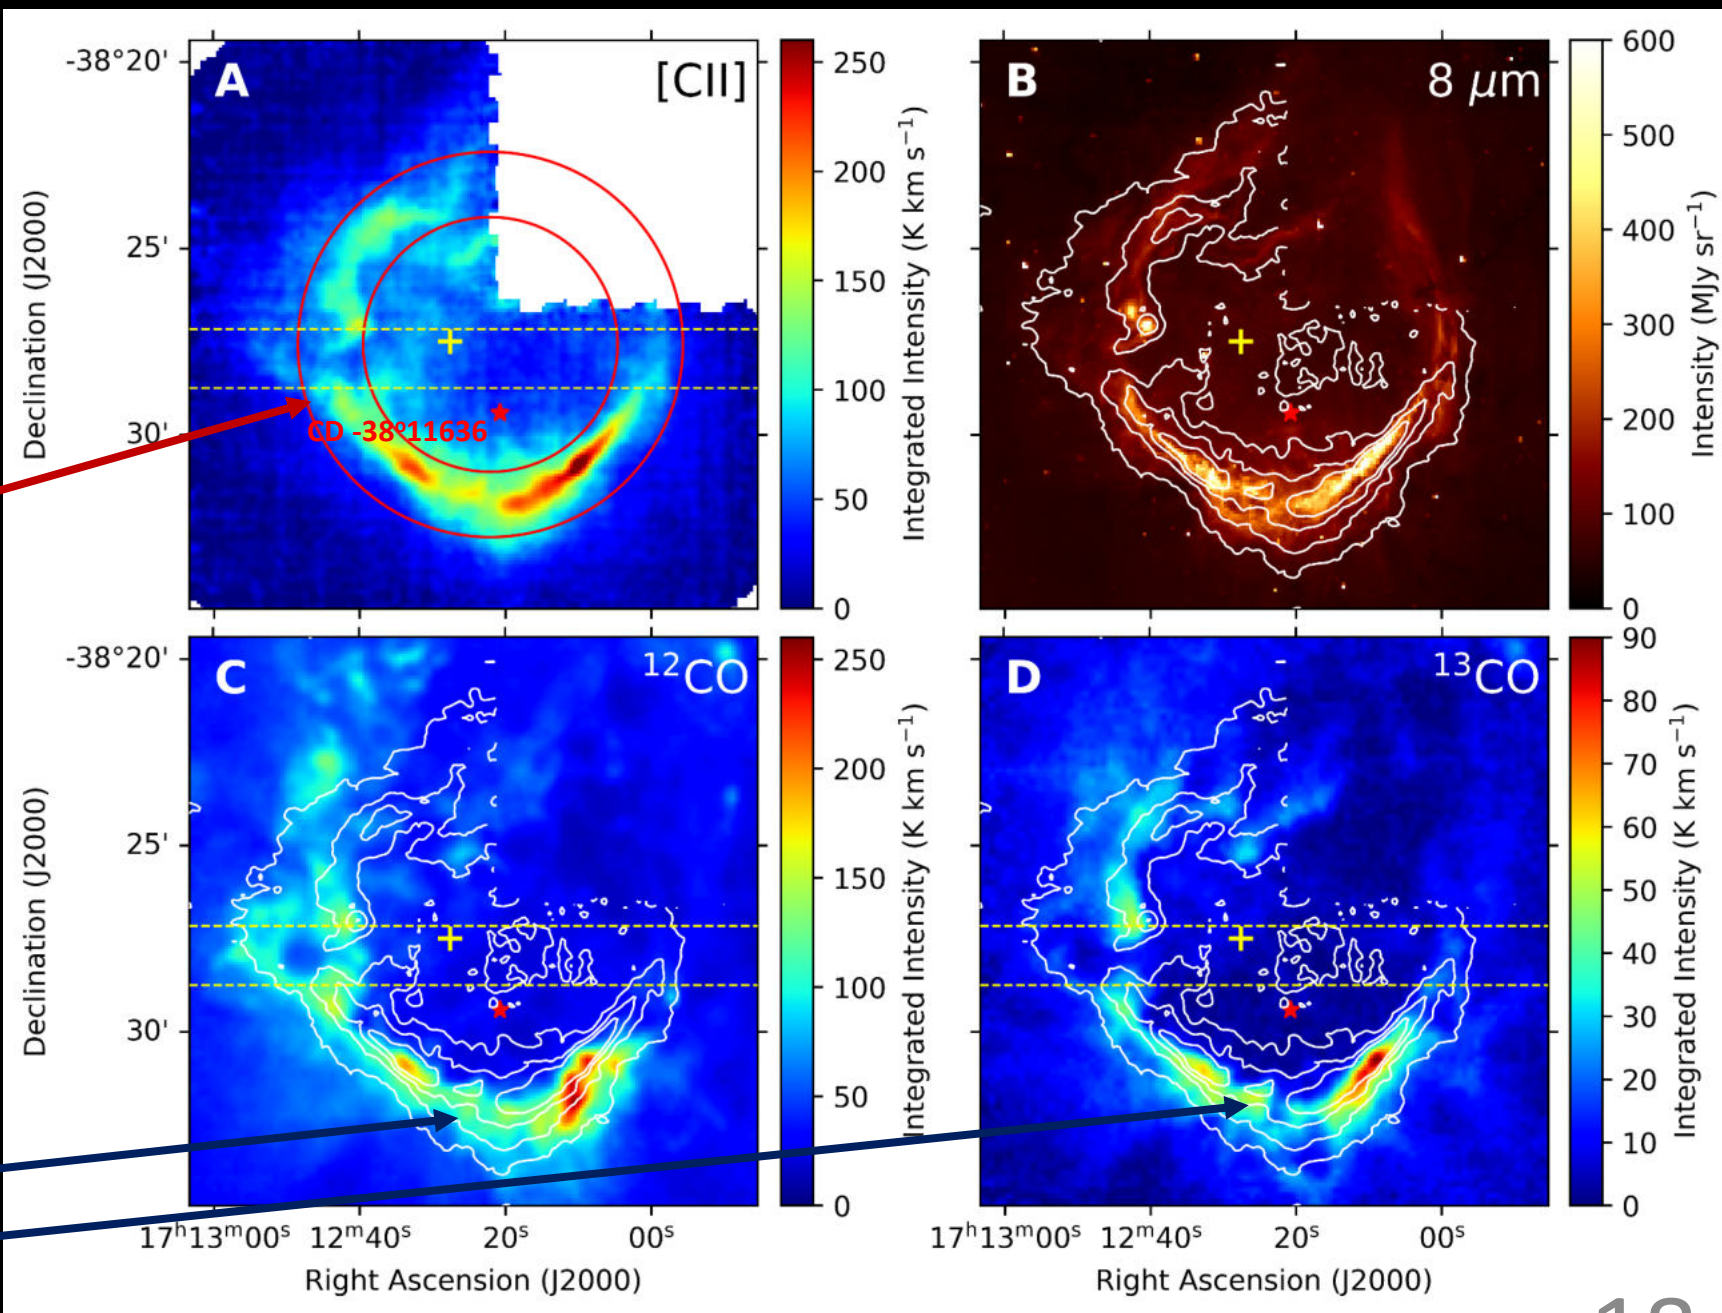 A
[CII]
CD -38°11636
-38°20'
25'
30'
Declination (J2000)
250
200
150
100
50
0
Integrated Intensity (K km s⁻¹)
B
8 μm
600
500
400
300
200
100
0
Intensity (MJy sr⁻¹)
C
¹²CO
-38°20'
25'
30'
Declination (J2000)
17ʰ13ᵐ00ˢ 12ᵐ40ˢ 20ˢ 00ˢ
Right Ascension (J2000)
250
200
150
100
50
0
Integrated Intensity (K km s⁻¹)
D
¹³CO
17ʰ13ᵐ00ˢ 12ᵐ40ˢ 20ˢ 00ˢ
Right Ascension (J2000)
90
80
70
60
50
40
30
20
10
0
Integrated Intensity (K km s⁻¹)